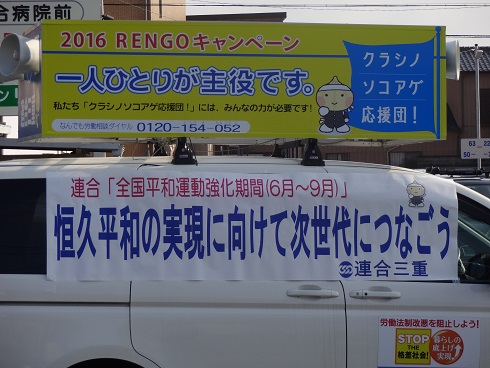 合病院前
2016 RENGOキャンペーン
一人ひとりが主役です。
私たち「クラシノソコアゲ応援団!」には、みんなの力が必要です!
なんでも労働相談ダイヤル 0120-154-052
クラシノ
ソコアゲ
応援団!
連合「全国平和運動強化期間(6月〜9月)」
恒久平和の実現に向けて次世代につなごう
連合三重
労働法制改悪を阻止しよう!
STOP
THE
格差社会!
暮らしの
底上げ
実現。